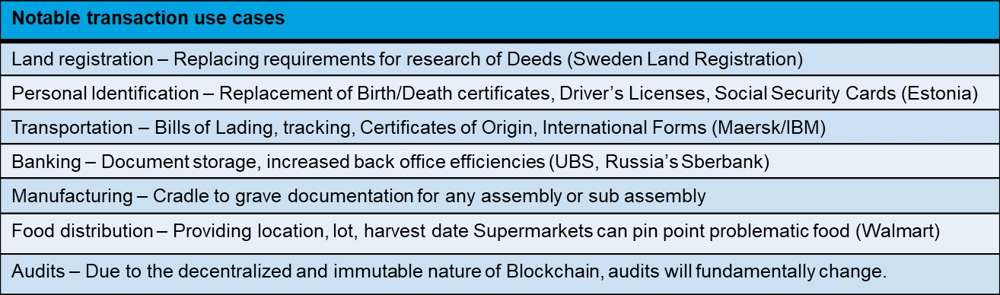 Notable transaction use cases
Land registration – Replacing requirements for research of Deeds (Sweden Land Registration)
Personal Identification – Replacement of Birth/Death certificates, Driver’s Licenses, Social Security Cards (Estonia)
Transportation – Bills of Lading, tracking, Certificates of Origin, International Forms (Maersk/IBM)
Banking – Document storage, increased back office efficiencies (UBS, Russia’s Sberbank)
Manufacturing – Cradle to grave documentation for any assembly or sub assembly
Food distribution – Providing location, lot, harvest date Supermarkets can pin point problematic food (Walmart)
Audits – Due to the decentralized and immutable nature of Blockchain, audits will fundamentally change.